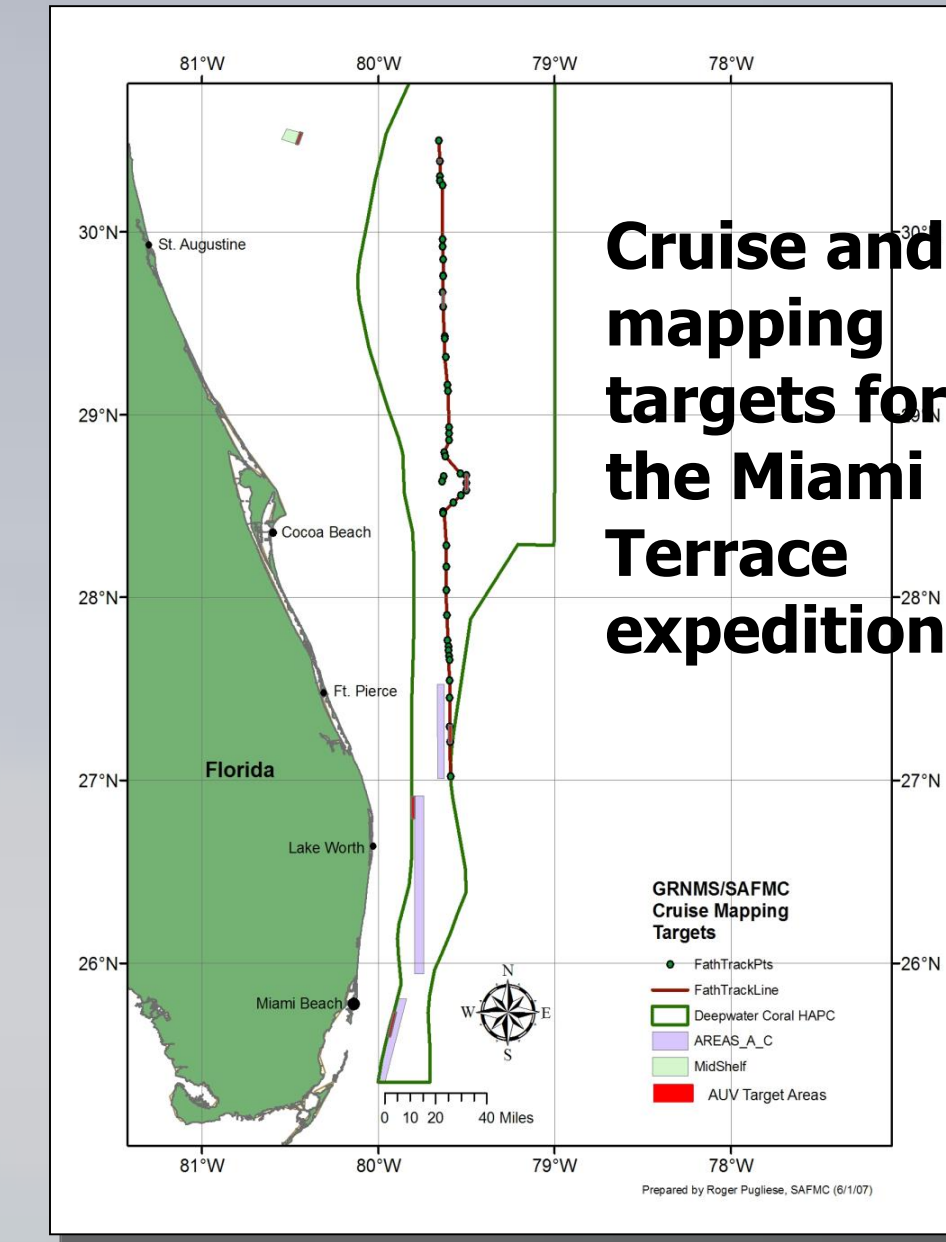 81°W 80°W 79°W 78°W
30°N 30°N
St. Augustine
Cruise and
mapping
targets for
the Miami
Terrace
expedition
29°N 29°N
Cocoa Beach
28°N 28°N
Ft. Pierce
Florida
27°N 27°N
Lake Worth
GRNMS/SAFMC
Cruise Mapping
Targets
FathTrackPts
FathTrackLine
Deepwater Coral HAPC
AREAS_A_C
MidShelf
AUV Target Areas
26°N 26°N
Miami Beach
N
W E
S
0 10 20 40 Miles
81°W 80°W 79°W 78°W
Prepared by Roger Pugliese, SAFMC (6/1/07)